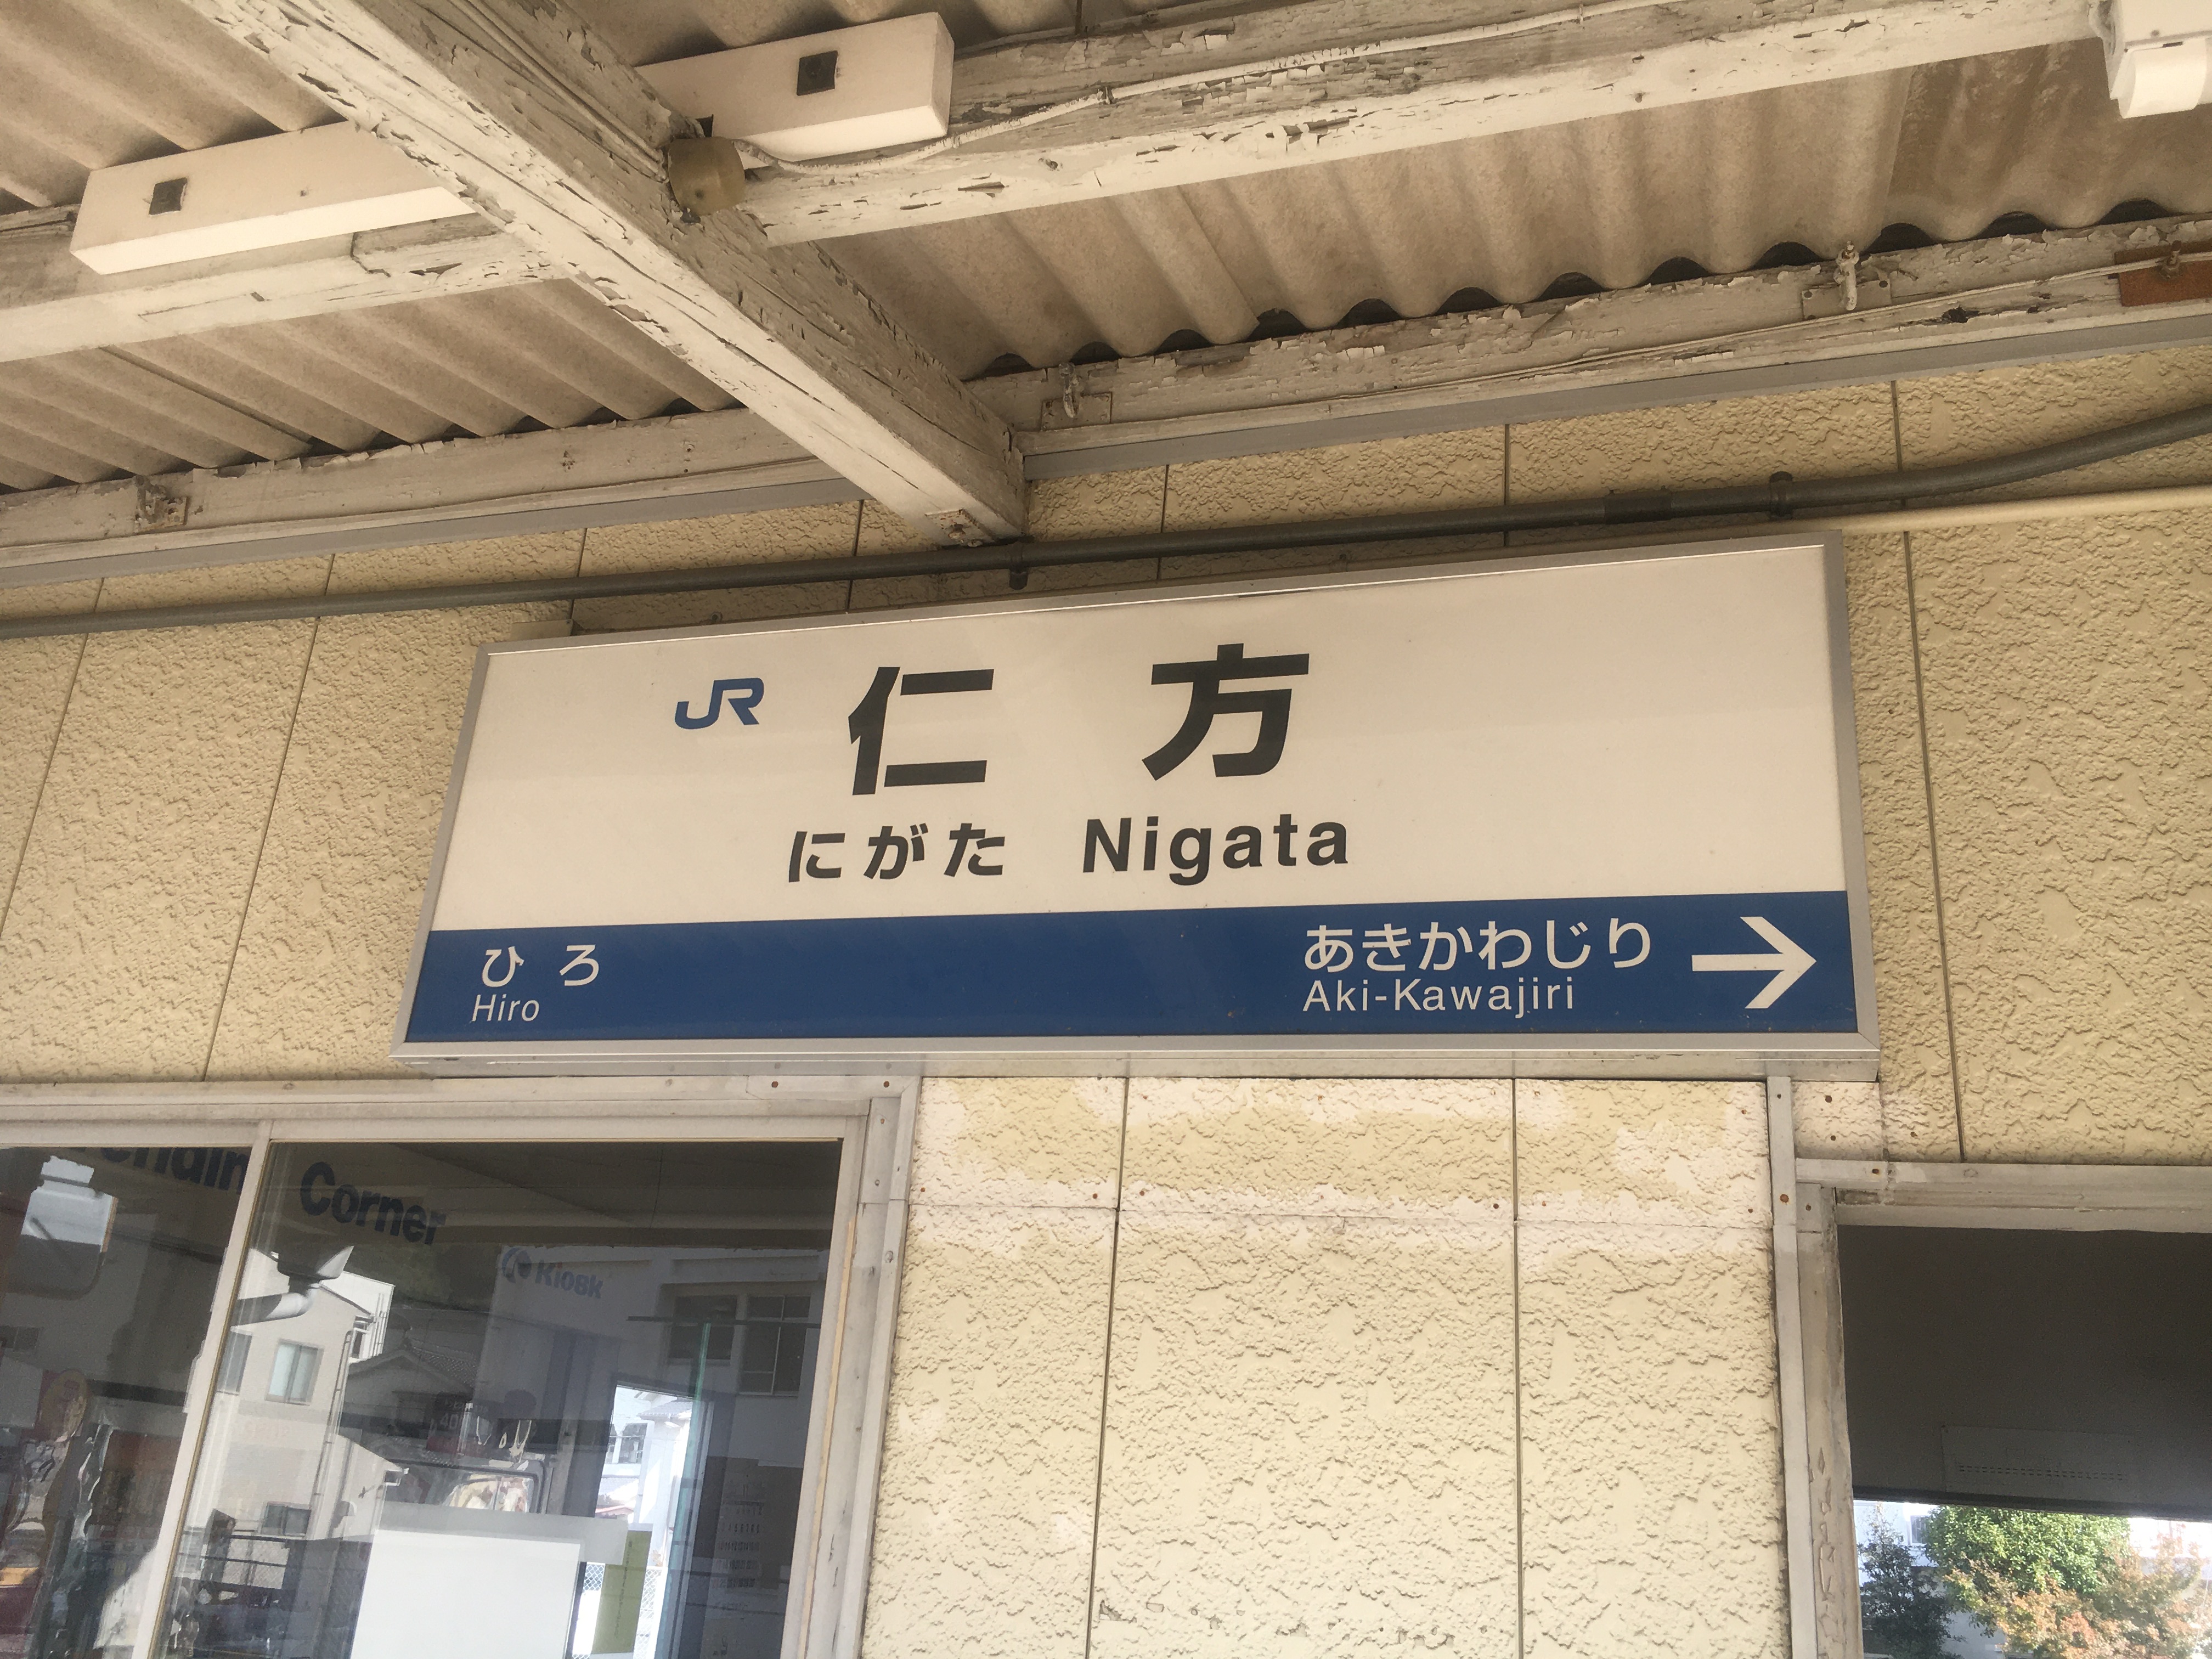 JR 仁方
にがた Nigata
ひろ あきかわじり →
Hiro Aki-Kawajiri
Corner
Kiosk